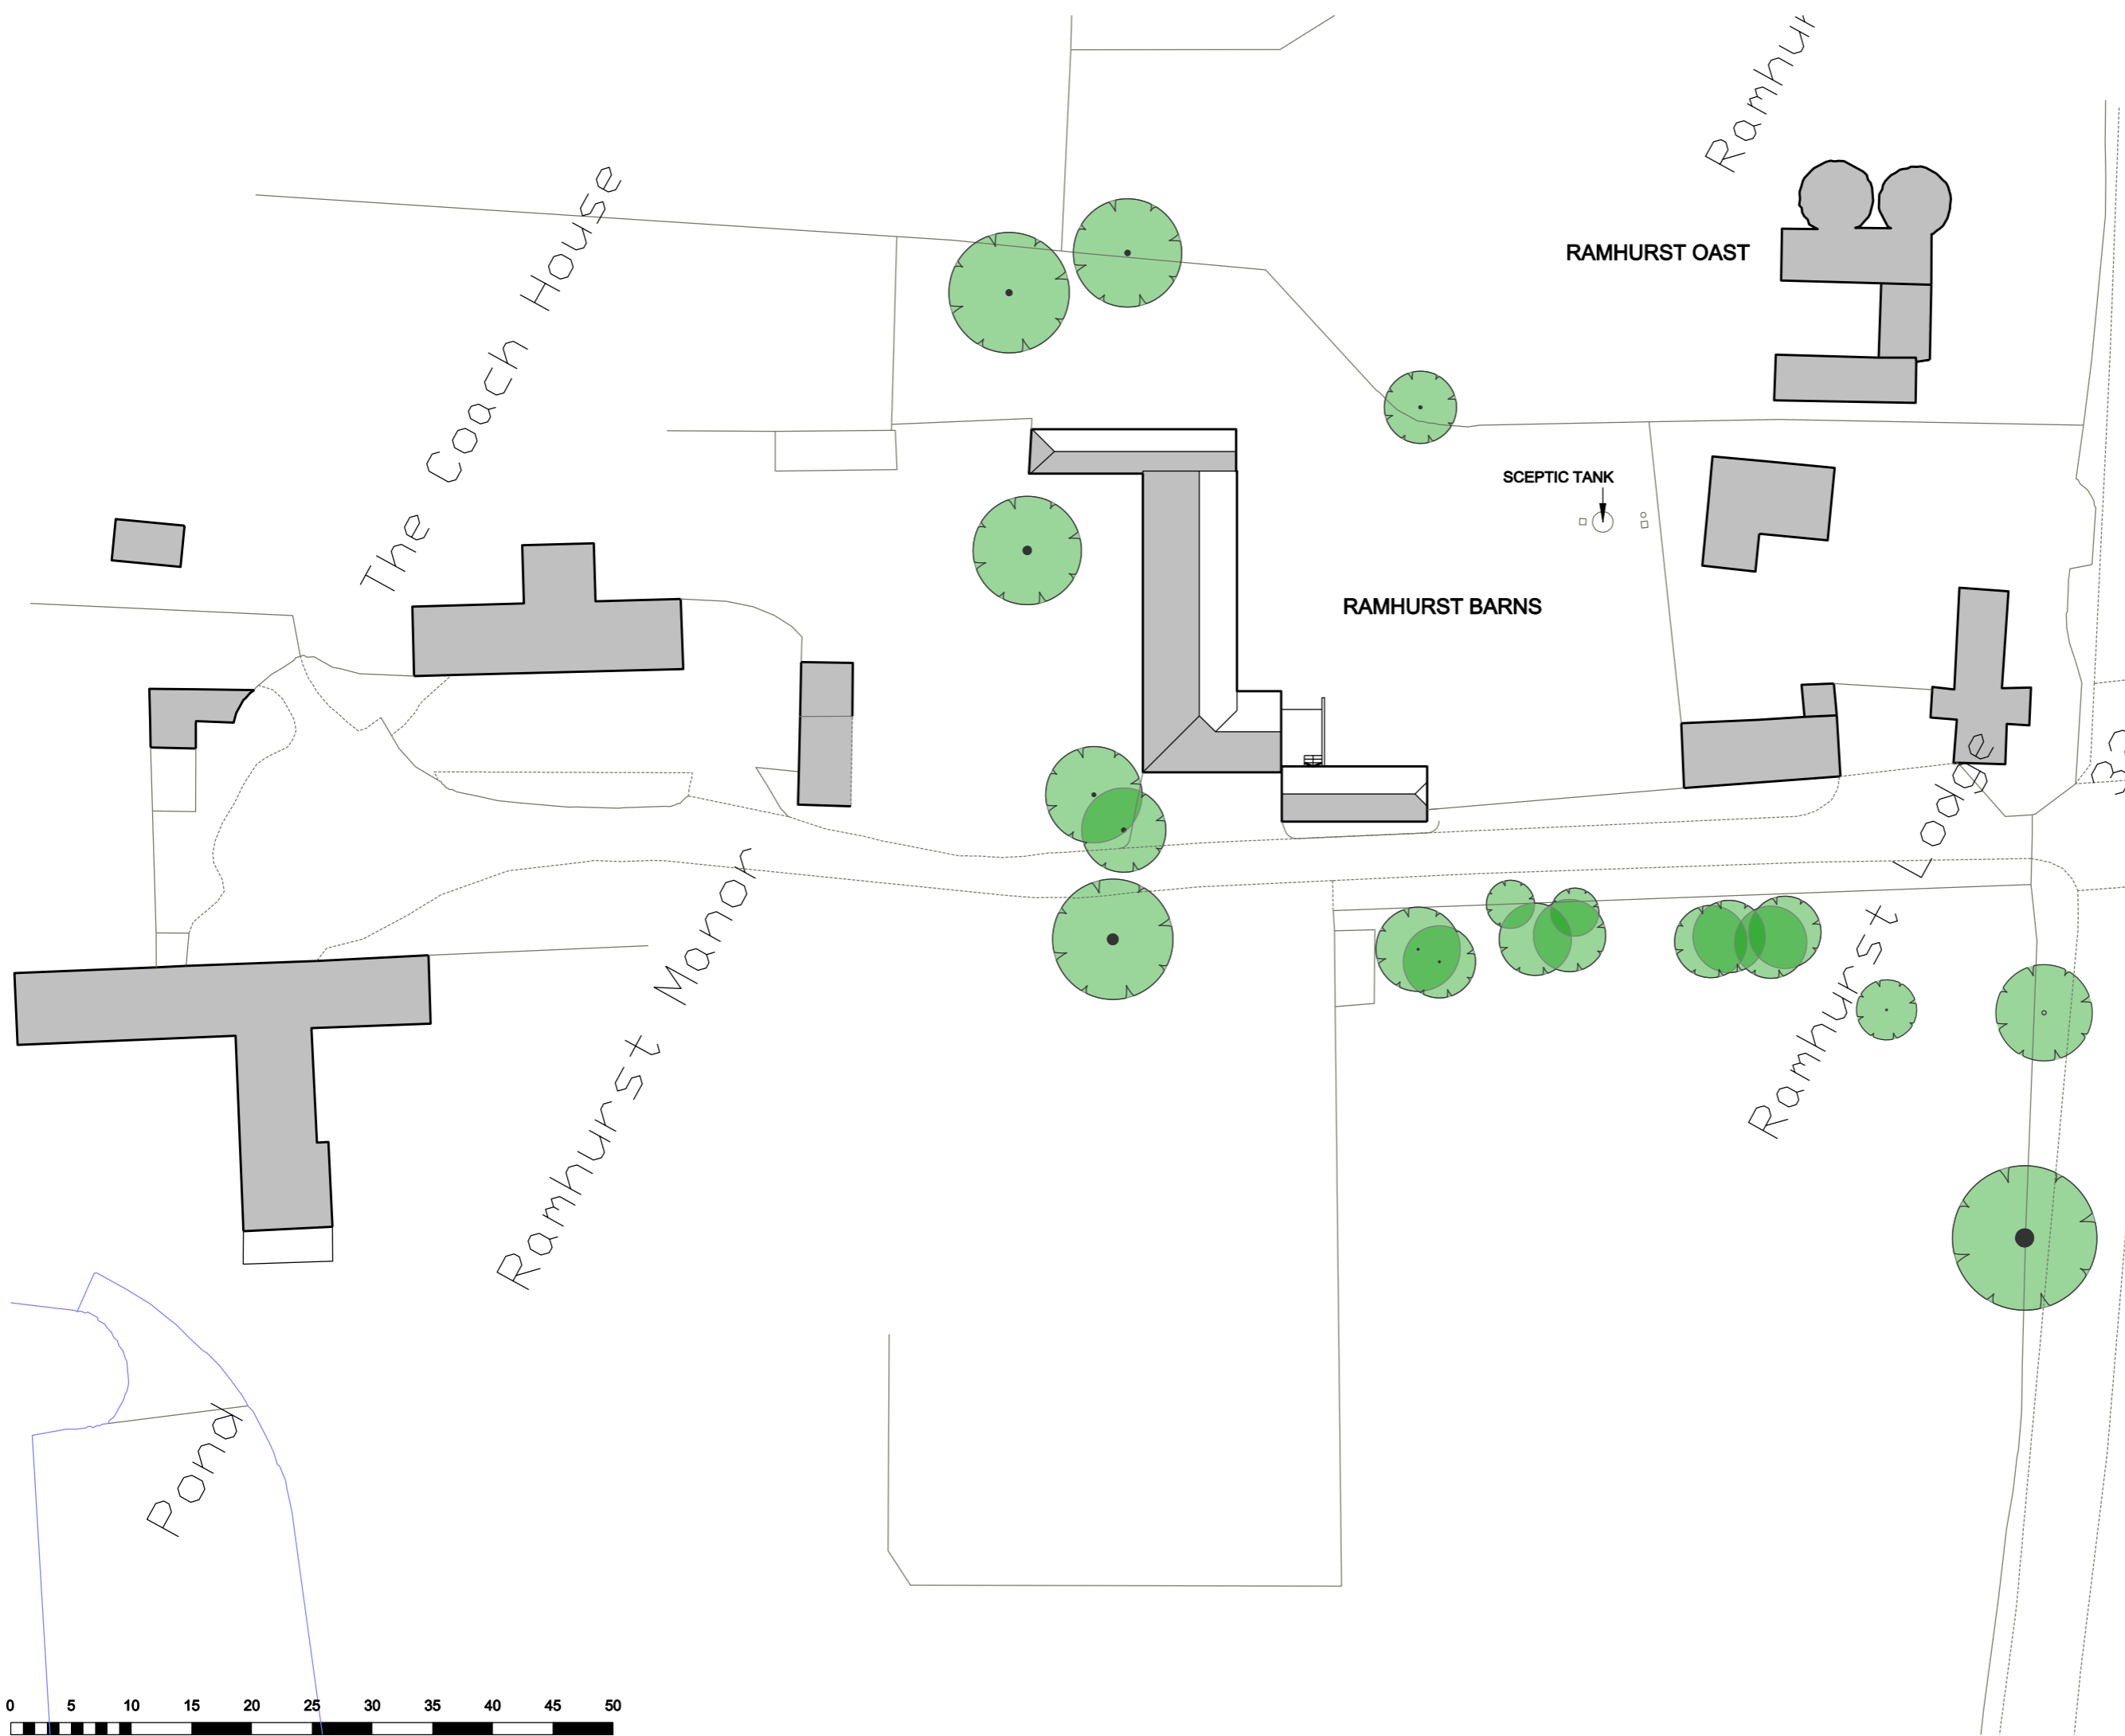 Ramhur
The Coach House
RAMHURST OAST
SCEPTIC TANK
RAMHURST BARNS
Ramhurst Lodge
Ramhurst Manor
Pond
0 5 10 15 20 25 30 35 40 45 50